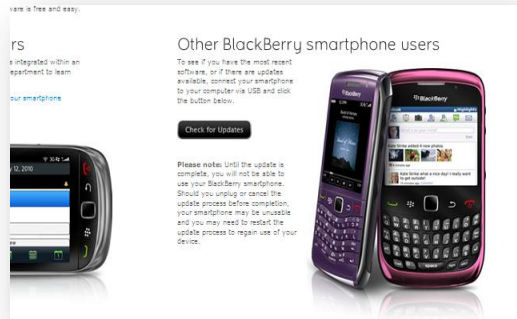 ware is free and easy.
rs
s integrated within an
epartment to learn
our smartphone
Other BlackBerry smartphone users
To see if you have the most recent
software, or if there are updates
available, connect your smartphone
to your computer via USB and click
the button below.
Check for Updates
Please note: Until the update is
complete, you will not be able to
use your BlackBerry smartphone.
Should you unplug or cancel the
update process before completion,
your smartphone may be unusable
and you may need to restart the
update process to regain use of your
device.
y 12, 2010
BlackBerry
BlackBerry